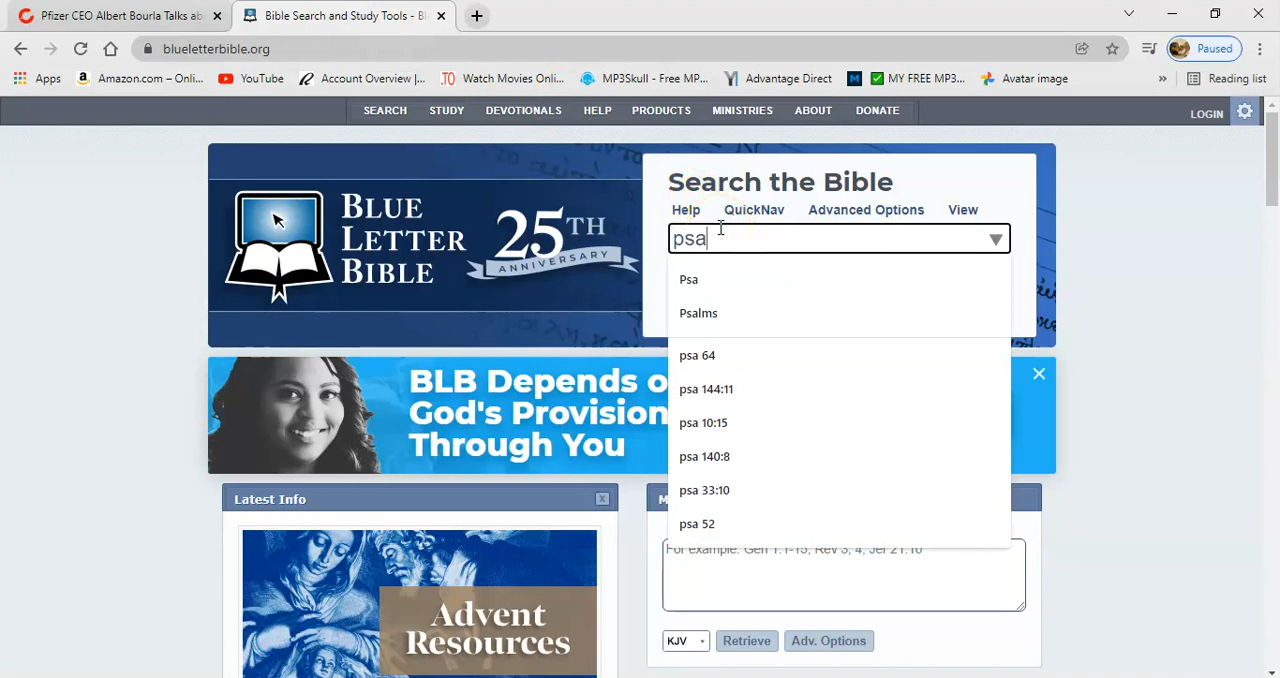 Pfizer CEO Albert Bourla Talks ab
Bible Search and Study Tools -
blueletterbible.org
Paused
Apps
Amazon.com – Onli...
YouTube
Account Overview |...
Watch Movies Onlin...
MP3Skull - Free MP...
Advantage Direct
MY FREE MP3...
Avatar image
»
Reading list
SEARCH STUDY DEVOTIONALS HELP PRODUCTS MINISTRIES ABOUT DONATE
LOGIN
BLUE
LETTER
BIBLE
25TH
ANNIVERSARY
Search the Bible
Help QuickNav Advanced Options View
psa
Psa
Psalms
psa 64
psa 144:11
psa 10:15
psa 140:8
psa 33:10
psa 52
BLB Depends o
God's Provision
Through You
Latest Info
Advent
Resources
M
For example: Gen 1:1-15; Rev 3; 4; Jer 21:10
KJV Retrieve Adv. Options